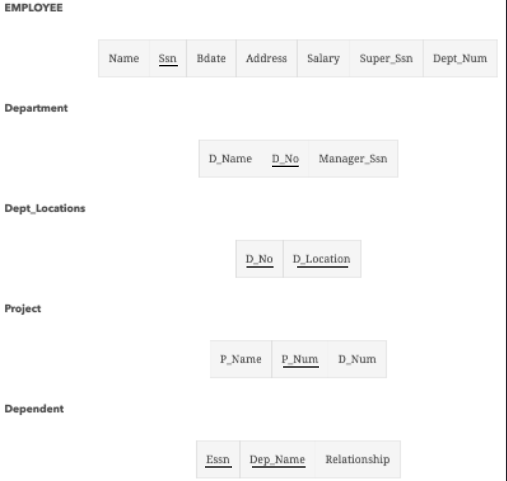 EMPLOYEE
Name Ssn Bdate Address Salary Super_Ssn Dept_Num
Department
D_Name D_No Manager_Ssn
Dept_Locations
D_No D_Location
Project
P_Name P_Num D_Num
Dependent
Essn Dep_Name Relationship